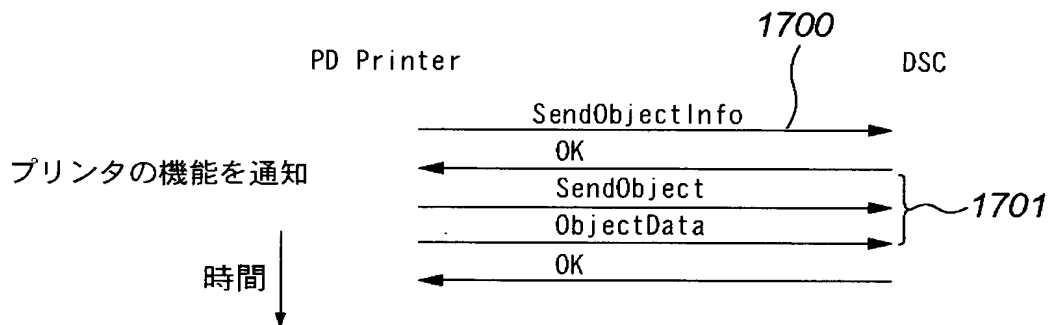 1700
PD Printer
DSC
SendObjectInfo
OK
プリンタの機能を通知
SendObject
1701
ObjectData
時間
OK